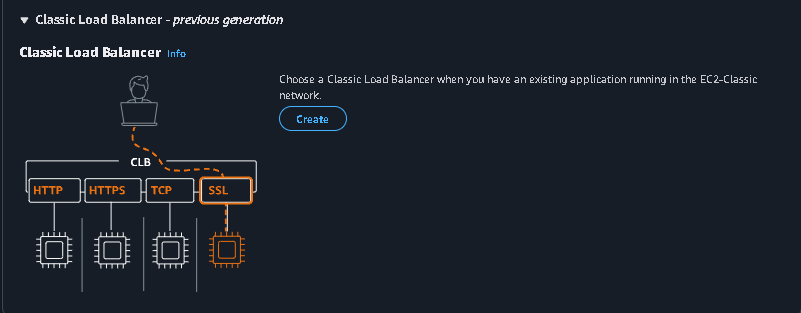 Classic Load Balancer - previous generation
Classic Load Balancer Info
Choose a Classic Load Balancer when you have an existing application running in the EC2-Classic
network.
Create
CLB
HTTP HTTPS TCP SSL